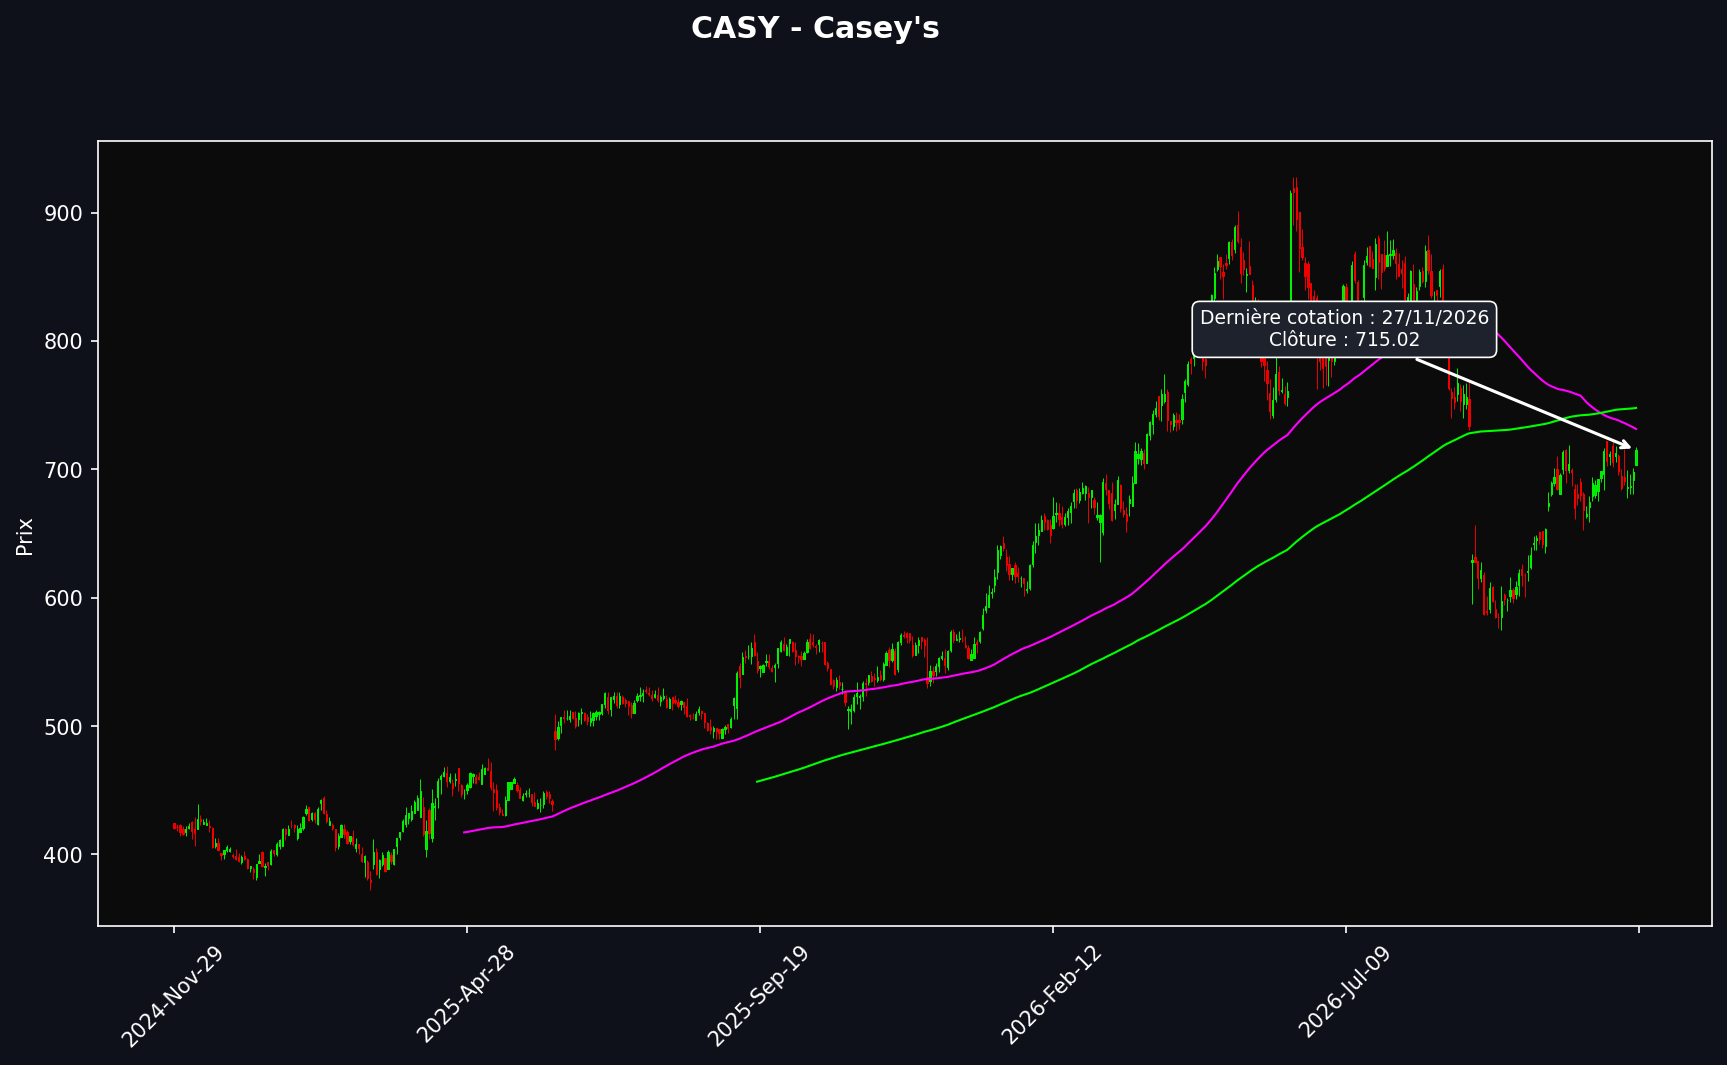 CASY - Casey's
Prix
900
800
700
600
500
400
Dernière cotation : 27/11/2026
Clôture : 715.02
2024-Nov-29
2025-Apr-28
2025-Sep-19
2026-Feb-12
2026-Jul-09